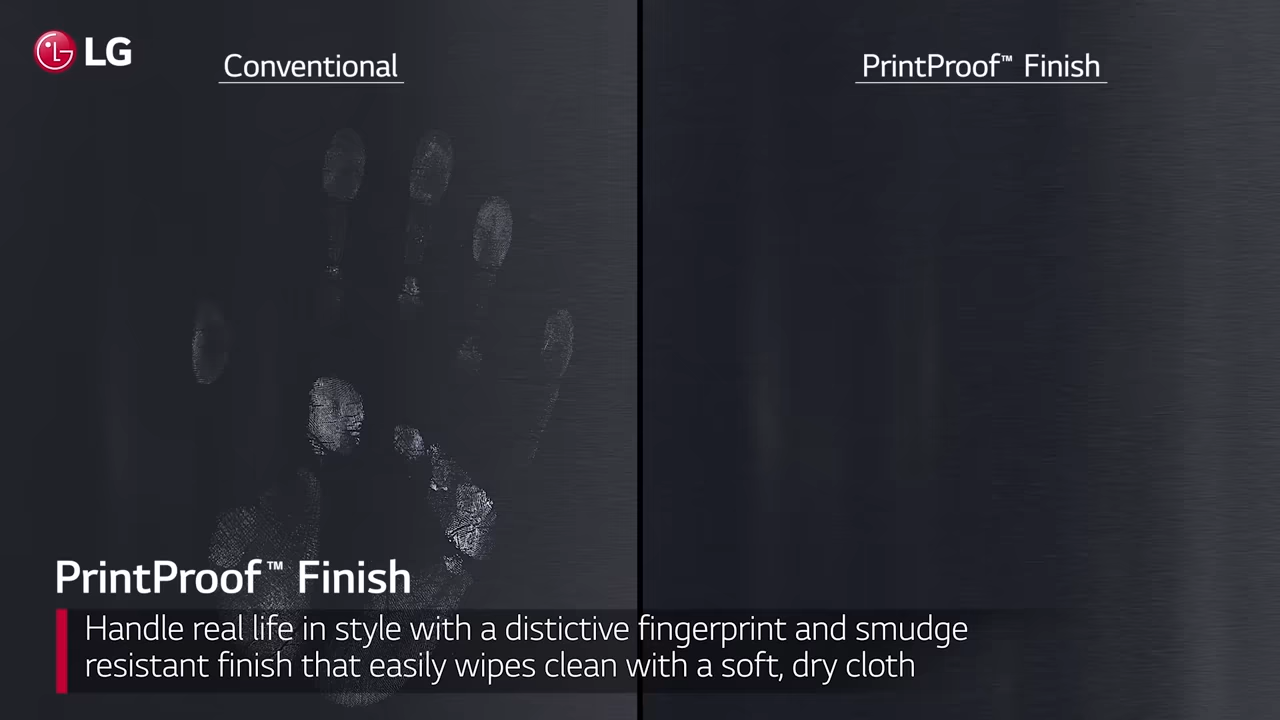 LG
Conventional
PrintProof™ Finish
PrintProof™ Finish
Handle real life in style with a distictive fingerprint and smudge
resistant finish that easily wipes clean with a soft, dry cloth